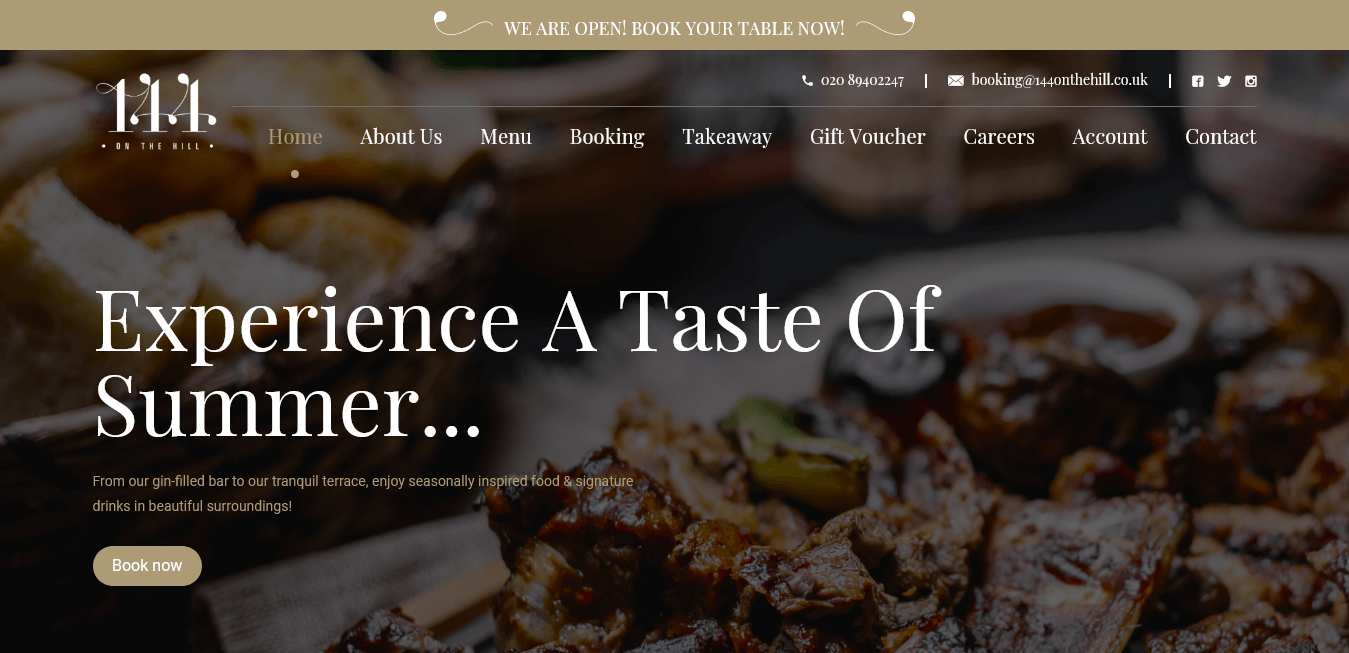 WE ARE OPEN! BOOK YOUR TABLE NOW!
144
• ON THE HILL •
020 89402247
booking@144onthehill.co.uk
Home About Us Menu Booking Takeaway Gift Voucher Careers Account Contact
Experience A Taste Of
Summer...
From our gin-filled bar to our tranquil terrace, enjoy seasonally inspired food & signature
drinks in beautiful surroundings!
Book now